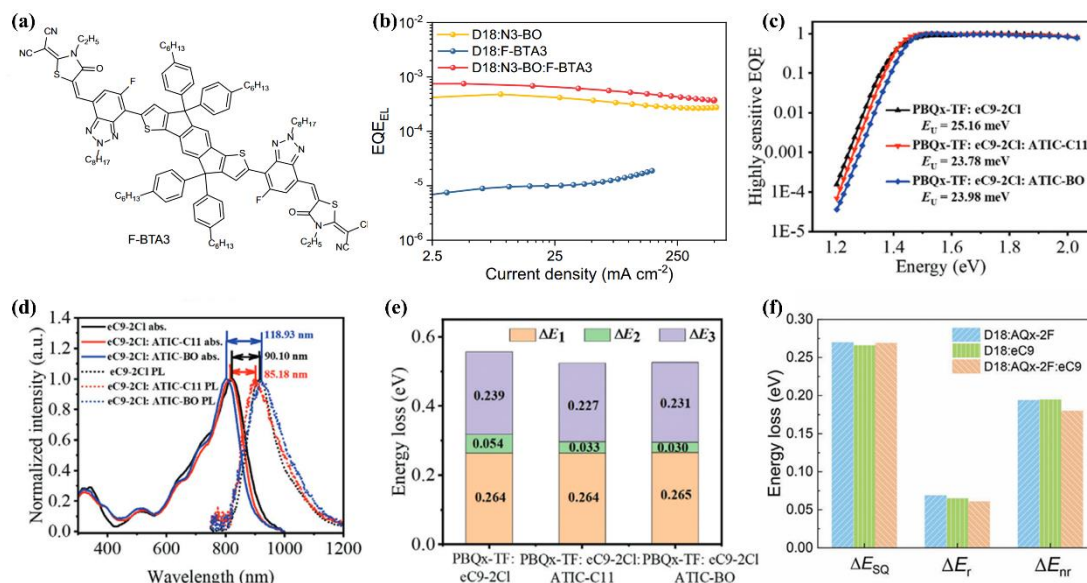 (a)
CN
CN
C₂H₅
N
O
S
F
C₆H₁₃
C₆H₁₃
C₈H₁₇
N
N
N
S
N
N
N
C₈H₁₇
S
F
O
S
N
C₂H₅
Cl
CN
C₆H₁₃
C₆H₁₃
F-BTA3
(b)
D18:N3-BO
D18:F-BTA3
D18:N3-BO:F-BTA3
EQE_EL
10⁻²
10⁻³
10⁻⁴
10⁻⁵
10⁻⁶
2.5
25
250
Current density (mA cm⁻²)
(c)
Highly sensitive EQE
1
0.1
0.01
0.001
1E-4
1E-5
PBQx-TF: eC9-2Cl
E_U = 25.16 meV
PBQx-TF: eC9-2Cl: ATIC-C11
E_U = 23.78 meV
PBQx-TF: eC9-2Cl: ATIC-BO
E_U = 23.98 meV
1.2 1.4 1.6 1.8 2.0
Energy (eV)
(d)
Normalized intensity (a.u.)
1.4
1.2
1.0
0.8
0.6
0.4
0.2
0.0
eC9-2Cl abs.
eC9-2Cl: ATIC-C11 abs.
eC9-2Cl: ATIC-BO abs.
eC9-2Cl PL
eC9-2Cl: ATIC-C11 PL
eC9-2Cl: ATIC-BO PL
118.93 nm
90.10 nm
85.18 nm
400 600 800 1000 1200
Wavelength (nm)
(e)
Energy loss (eV)
0.6
0.4
0.2
0.0
ΔE₁ ΔE₂ ΔE₃
0.239 0.227 0.231
0.054 0.033 0.030
0.264 0.264 0.265
PBQx-TF: PBQx-TF: eC9-2Cl: PBQx-TF: eC9-2Cl
eC9-2Cl ATIC-C11 ATIC-BO
(f)
Energy loss (eV)
0.30
0.25
0.20
0.15
0.10
0.05
0.00
D18:AQx-2F
D18:eC9
D18:AQx-2F:eC9
ΔE_SQ ΔE_r ΔE_nr